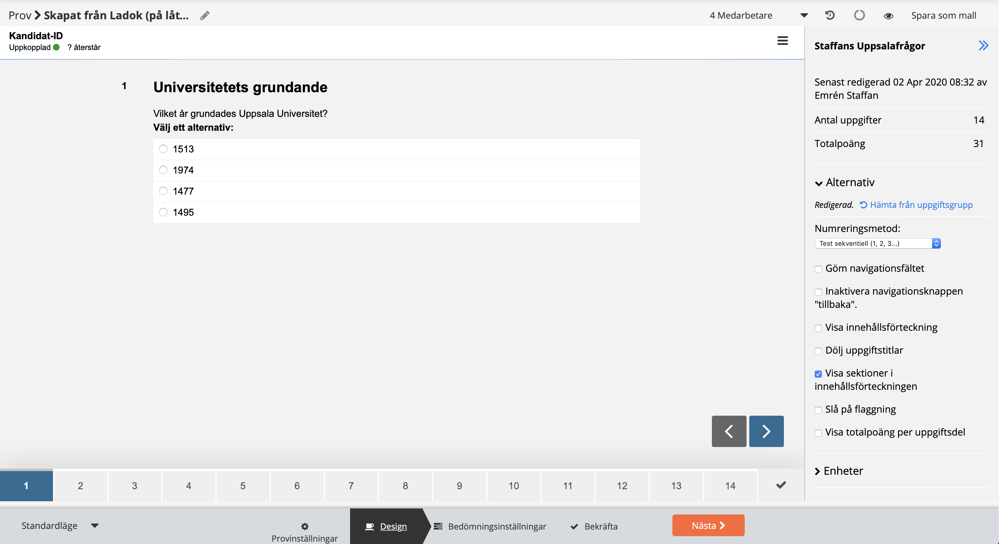 Prov Skapat från Ladok (på låt...
4 Medarbetare
Spara som mall
Kandidat-ID
Uppkopplad ? återstår
1 Universitetets grundande
Vilket år grundades Uppsala Universitet?
Välj ett alternativ:
1513
1974
1477
1495
1 2 3 4 5 6 7 8 9 10 11 12 13 14
Staffans Uppsalafrågor
Senast redigerad 02 Apr 2020 08:32 av
Emrén Staffan
Antal uppgifter 14
Totalpoäng 31
Alternativ
Redigerad. Hämta från uppgiftsgrupp
Numreringsmetod:
Test sekventiell (1, 2, 3...)
Göm navigationsfältet
Inaktivera navigationsknappen
"tillbaka".
Visa innehållsförteckning
Dölj uppgiftstitlar
Visa sektioner i
innehållsförteckningen
Slå på flaggning
Visa totalpoäng per uppgiftsdel
Enheter
Standardläge
Provinställningar
Design
Bedömningsinställningar
Bekräfta
Nästa